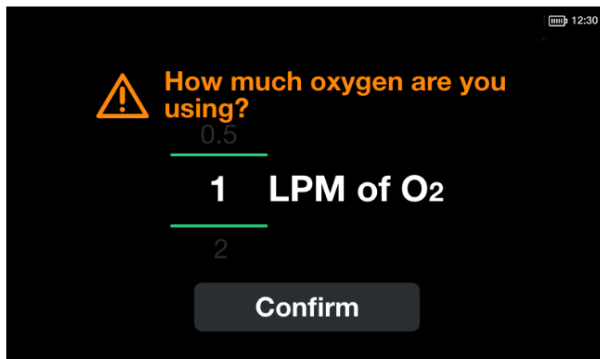 12:30
How much oxygen are you
using?
0.5
1 LPM of O2
2
Confirm